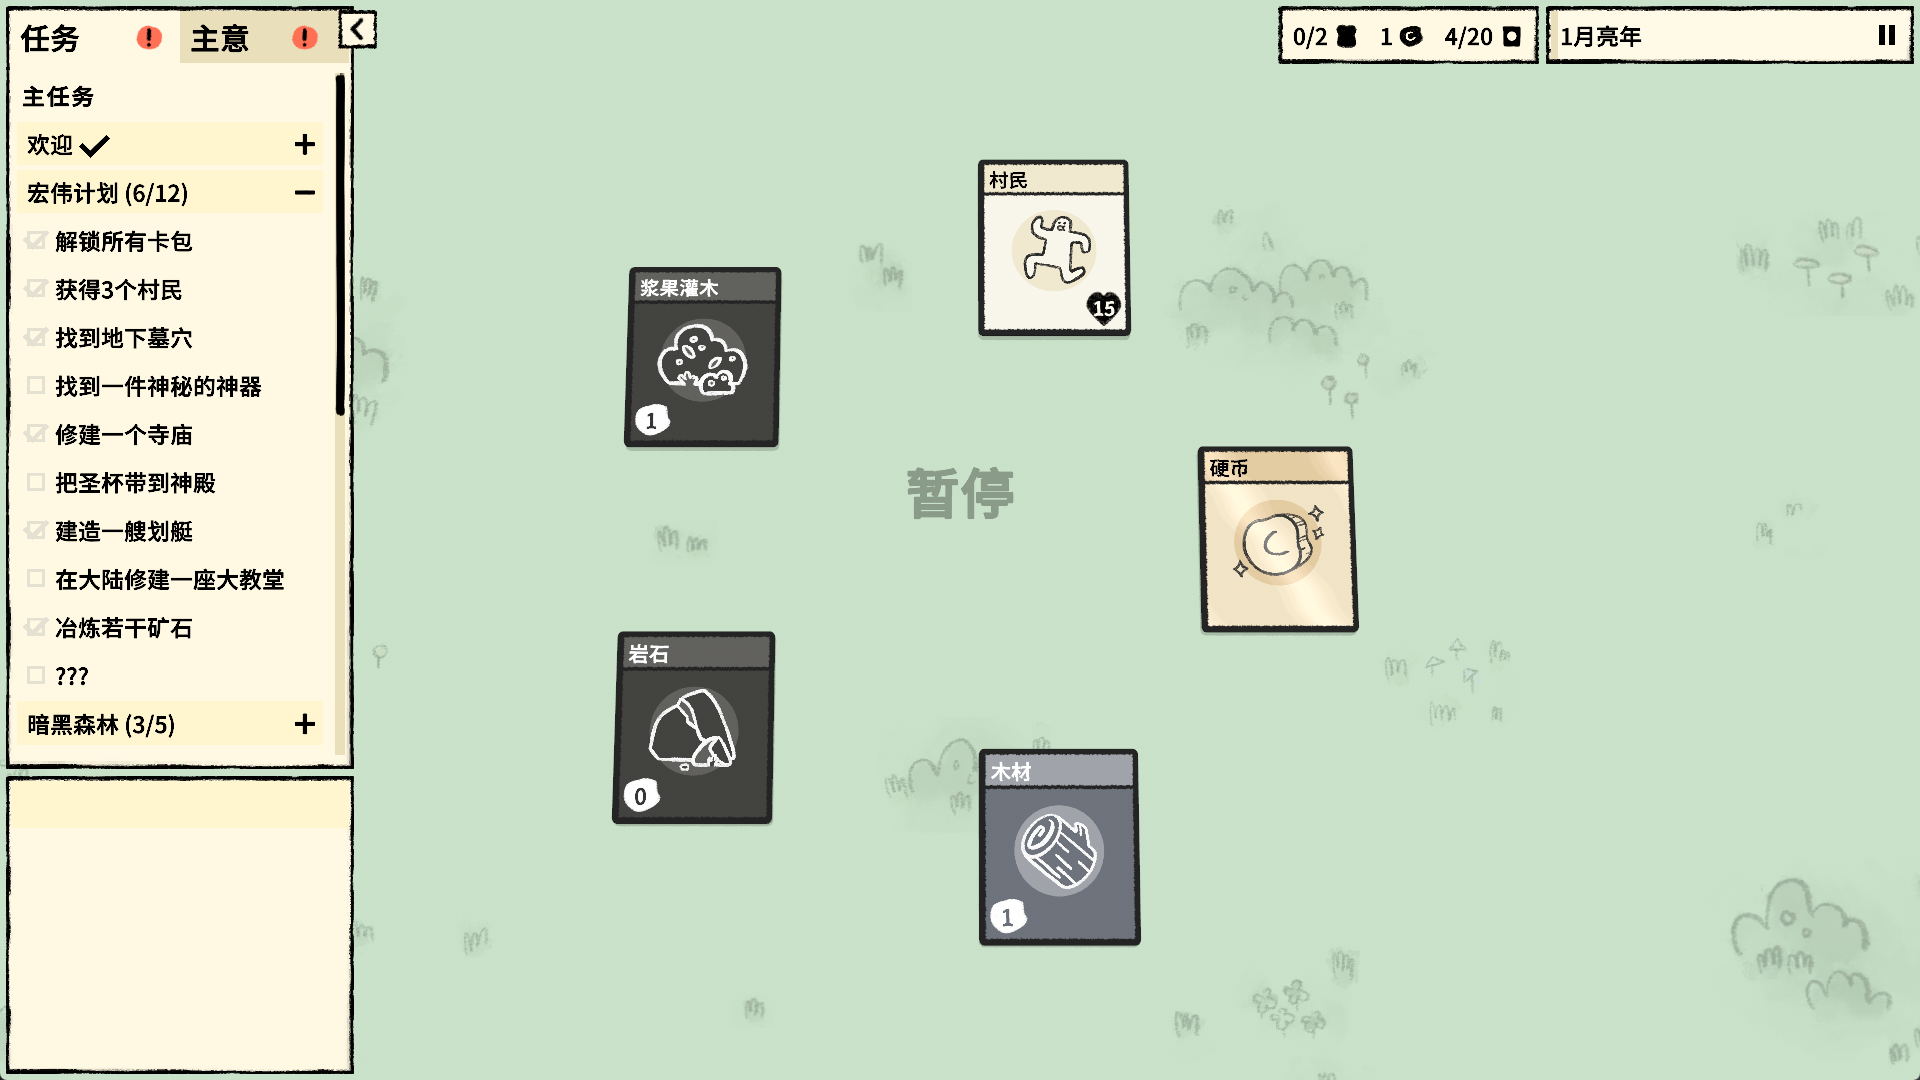 任务 ! 主意 !
主任务
欢迎
宏伟计划 (6/12)
解锁所有卡包
获得3个村民
找到地下墓穴
找到一件神秘的神器
修建一个寺庙
把圣杯带到神殿
建造一艘划艇
在大陆修建一座大教堂
冶炼若干矿石
???
暗黑森林 (3/5)
0/2 1 4/20
1月亮年
村民
15
浆果灌木
1
暂停
硬币
C
岩石
0
木材
1